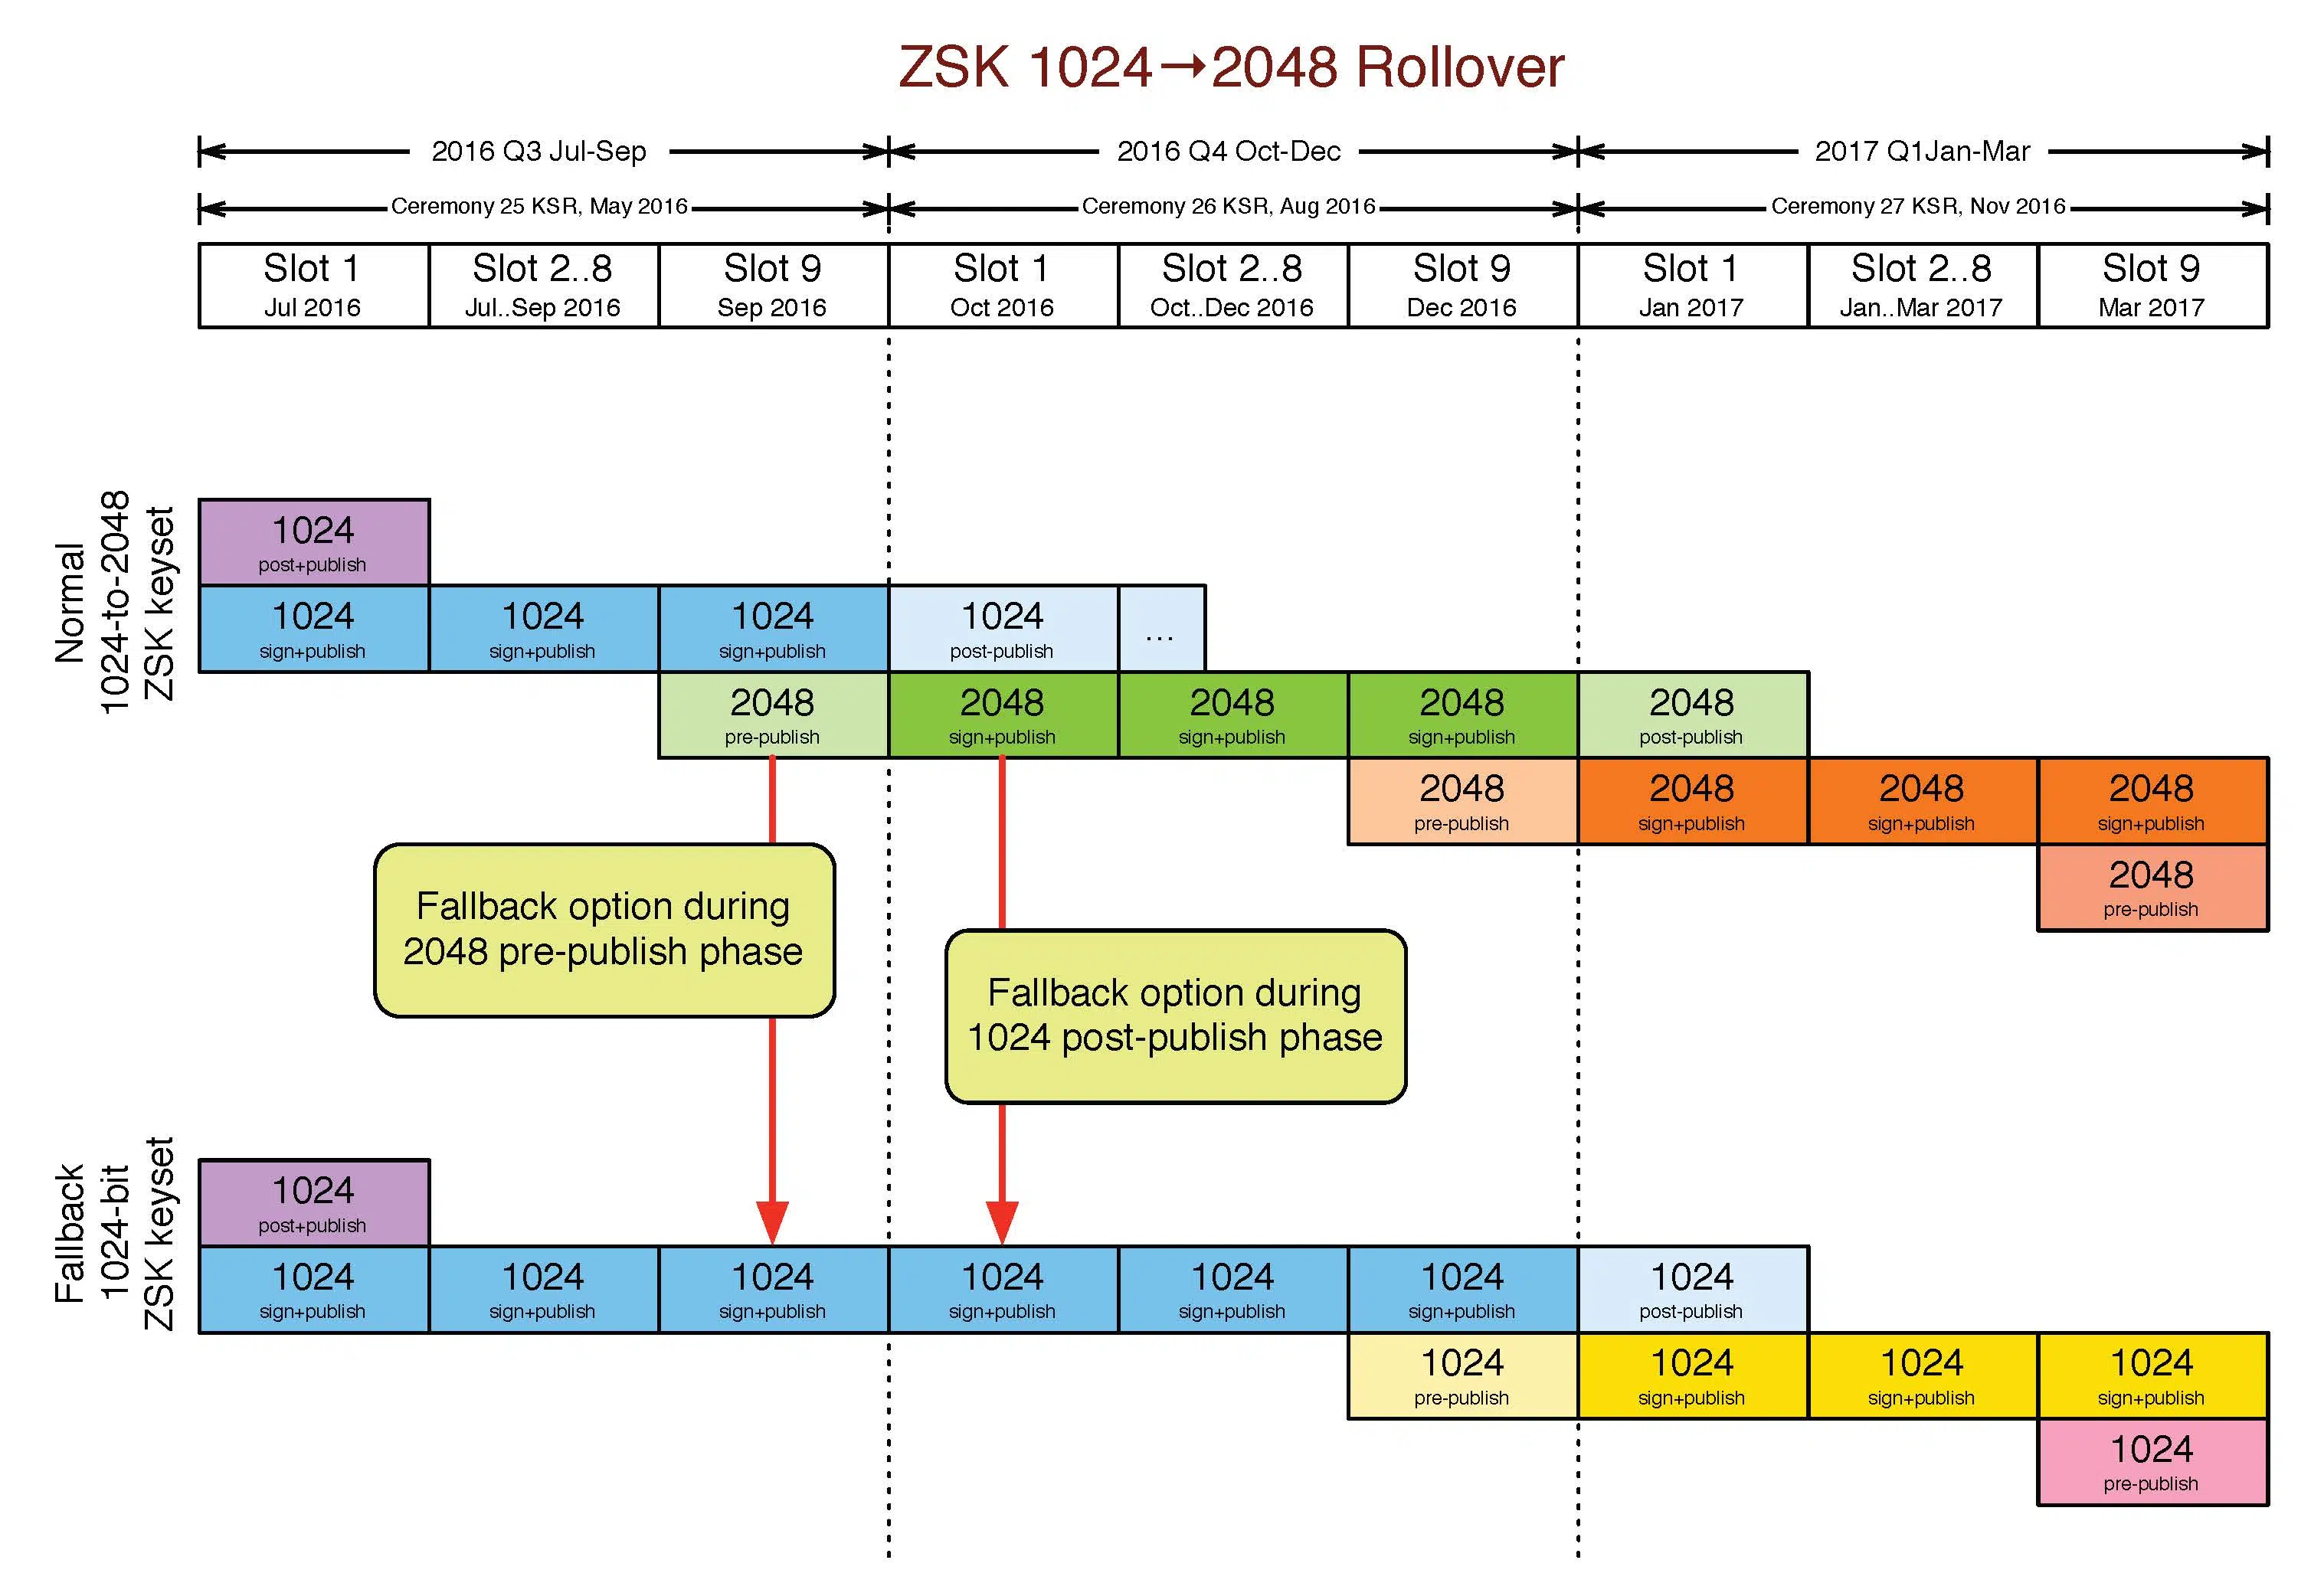 ZSK 1024→2048 Rollover
2016 Q3 Jul-Sep
2016 Q4 Oct-Dec
2017 Q1Jan-Mar
Ceremony 25 KSR, May 2016
Ceremony 26 KSR, Aug 2016
Ceremony 27 KSR, Nov 2016
Slot 1
Jul 2016
Slot 2..8
Jul..Sep 2016
Slot 9
Sep 2016
Slot 1
Oct 2016
Slot 2..8
Oct..Dec 2016
Slot 9
Dec 2016
Slot 1
Jan 2017
Slot 2..8
Jan..Mar 2017
Slot 9
Mar 2017
Normal
1024-to-2048
ZSK keyset
1024
post+publish
1024
sign+publish
1024
sign+publish
1024
sign+publish
1024
post-publish
...
2048
pre-publish
2048
sign+publish
2048
sign+publish
2048
sign+publish
2048
post-publish
2048
pre-publish
2048
sign+publish
2048
sign+publish
2048
sign+publish
2048
pre-publish
Fallback option during
2048 pre-publish phase
Fallback option during
1024 post-publish phase
Fallback
1024-bit
ZSK keyset
1024
post+publish
1024
sign+publish
1024
sign+publish
1024
sign+publish
1024
sign+publish
1024
sign+publish
1024
sign+publish
1024
post-publish
1024
pre-publish
1024
sign+publish
1024
sign+publish
1024
sign+publish
1024
pre-publish